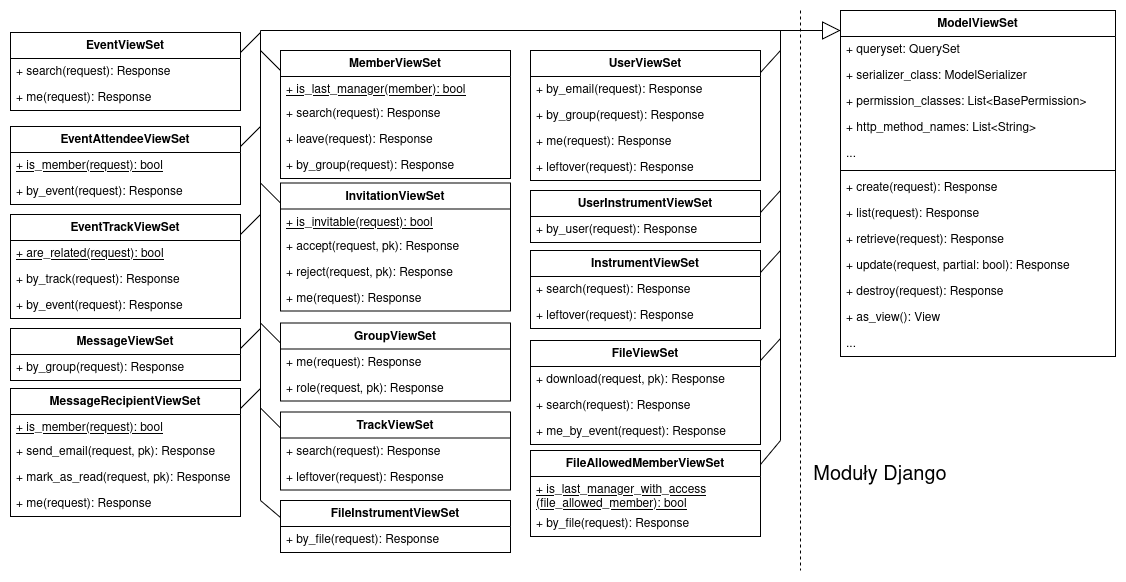 EventViewSet
+ search(request): Response
+ me(request): Response
EventAttendeeViewSet
+ is_member(request): bool
+ by_event(request): Response
EventTrackViewSet
+ are_related(request): bool
+ by_track(request): Response
+ by_event(request): Response
MessageViewSet
+ by_group(request): Response
MessageRecipientViewSet
+ is_member(request): bool
+ send_email(request, pk): Response
+ mark_as_read(request, pk): Response
+ me(request): Response
MemberViewSet
+ is_last_manager(member): bool
+ search(request): Response
+ leave(request): Response
+ by_group(request): Response
InvitationViewSet
+ is_invitable(request): bool
+ accept(request, pk): Response
+ reject(request, pk): Response
+ me(request): Response
GroupViewSet
+ me(request): Response
+ role(request, pk): Response
TrackViewSet
+ search(request): Response
+ leftover(request): Response
FileInstrumentViewSet
+ by_file(request): Response
UserViewSet
+ by_email(request): Response
+ by_group(request): Response
+ me(request): Response
+ leftover(request): Response
UserInstrumentViewSet
+ by_user(request): Response
InstrumentViewSet
+ search(request): Response
+ leftover(request): Response
FileViewSet
+ download(request, pk): Response
+ search(request): Response
+ me_by_event(request): Response
FileAllowedMemberViewSet
+ is_last_manager_with_access
(file_allowed_member): bool
+ by_file(request): Response
ModelViewSet
+ queryset: QuerySet
+ serializer_class: ModelSerializer
+ permission_classes: List<BasePermission>
+ http_method_names: List<String>
...
+ create(request): Response
+ list(request): Response
+ retrieve(request): Response
+ update(request, partial: bool): Response
+ destroy(request): Response
+ as_view(): View
...
Moduły Django